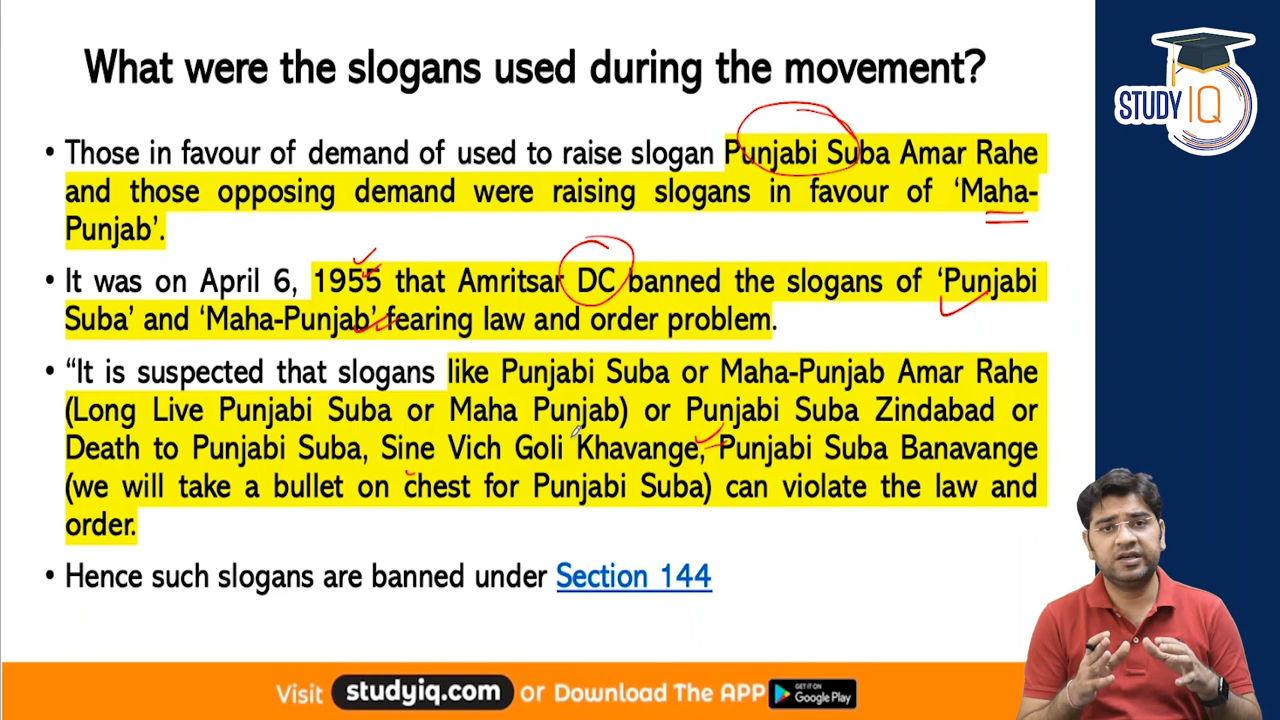 What were the slogans used during the movement?
STUDY IQ
• Those in favour of demand of used to raise slogan Punjabi Suba Amar Rahe
and those opposing demand were raising slogans in favour of ‘Maha-
Punjab’.
• It was on April 6, 1955 that Amritsar DC banned the slogans of ‘Punjabi
Suba’ and ‘Maha-Punjab’ fearing law and order problem.
• “It is suspected that slogans like Punjabi Suba or Maha-Punjab Amar Rahe
(Long Live Punjabi Suba or Maha Punjab) or Punjabi Suba Zindabad or
Death to Punjabi Suba, Sine Vich Goli Khavange, Punjabi Suba Banavange
(we will take a bullet on chest for Punjabi Suba) can violate the law and
order.
• Hence such slogans are banned under Section 144
Visit studyiq.com or Download The APP GET IT ON Google Play